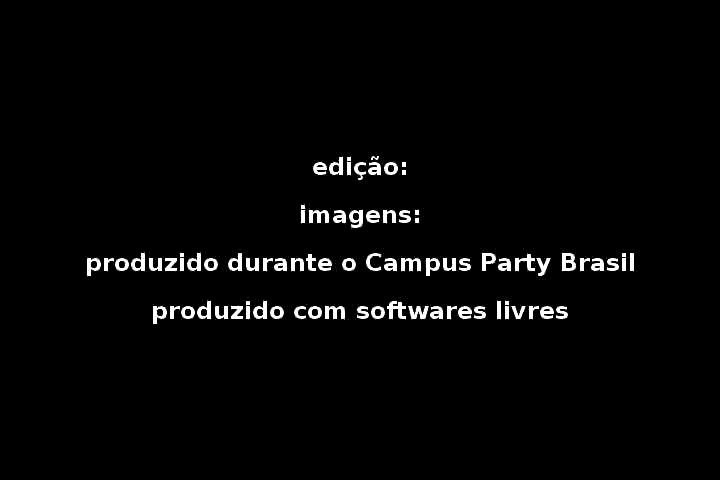 edição:
imagens:
produzido durante o Campus Party Brasil
produzido com softwares livres